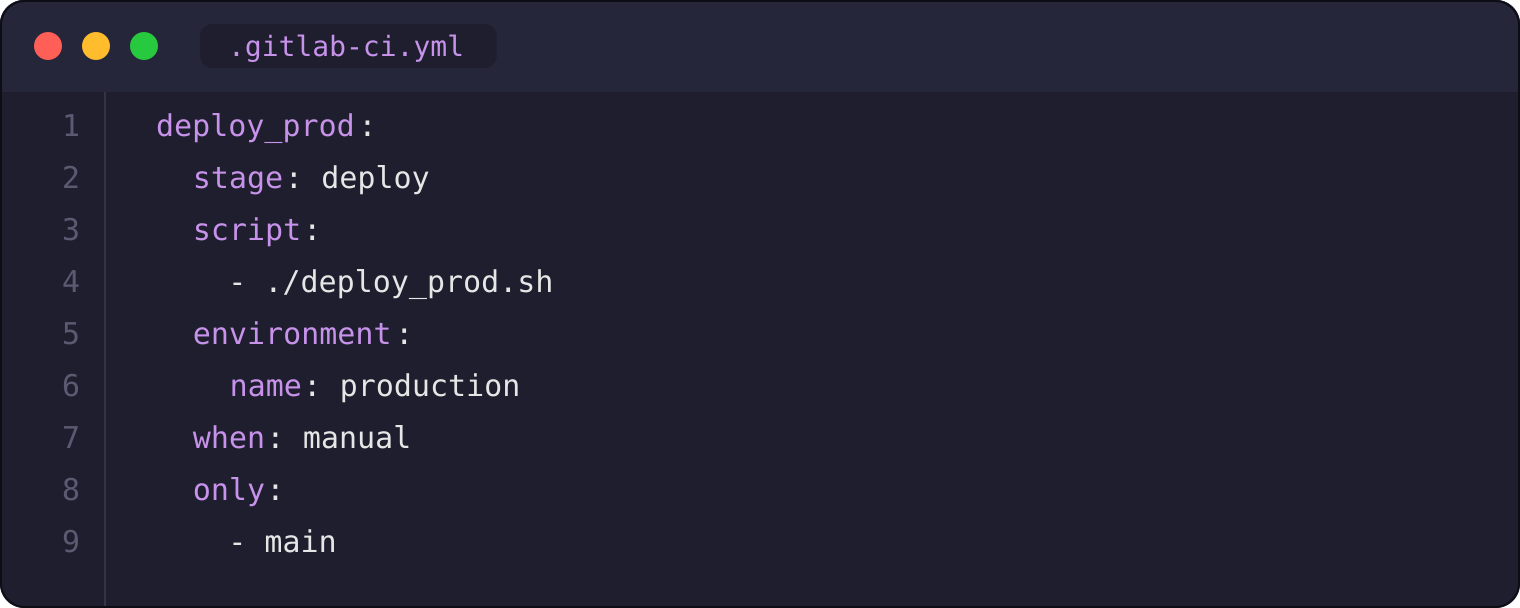 .gitlab-ci.yml
1 deploy_prod:
2   stage: deploy
3   script:
4     - ./deploy_prod.sh
5   environment:
6     name: production
7   when: manual
8   only:
9     - main